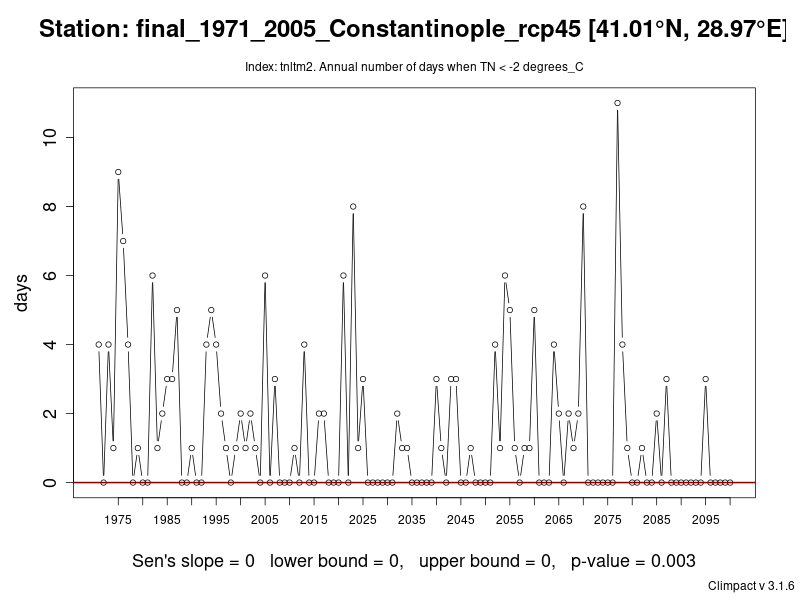 Station: final_1971_2005_Constantinople_rcp45 [41.01°N, 28.97°E]
Index: tnltm2. Annual number of days when TN < -2 degrees_C
days
10
8
6
4
2
0
1975 1985 1995 2005 2015 2025 2035 2045 2055 2065 2075 2085 2095
Sen's slope = 0 lower bound = 0, upper bound = 0, p-value = 0.003
Climpact v 3.1.6